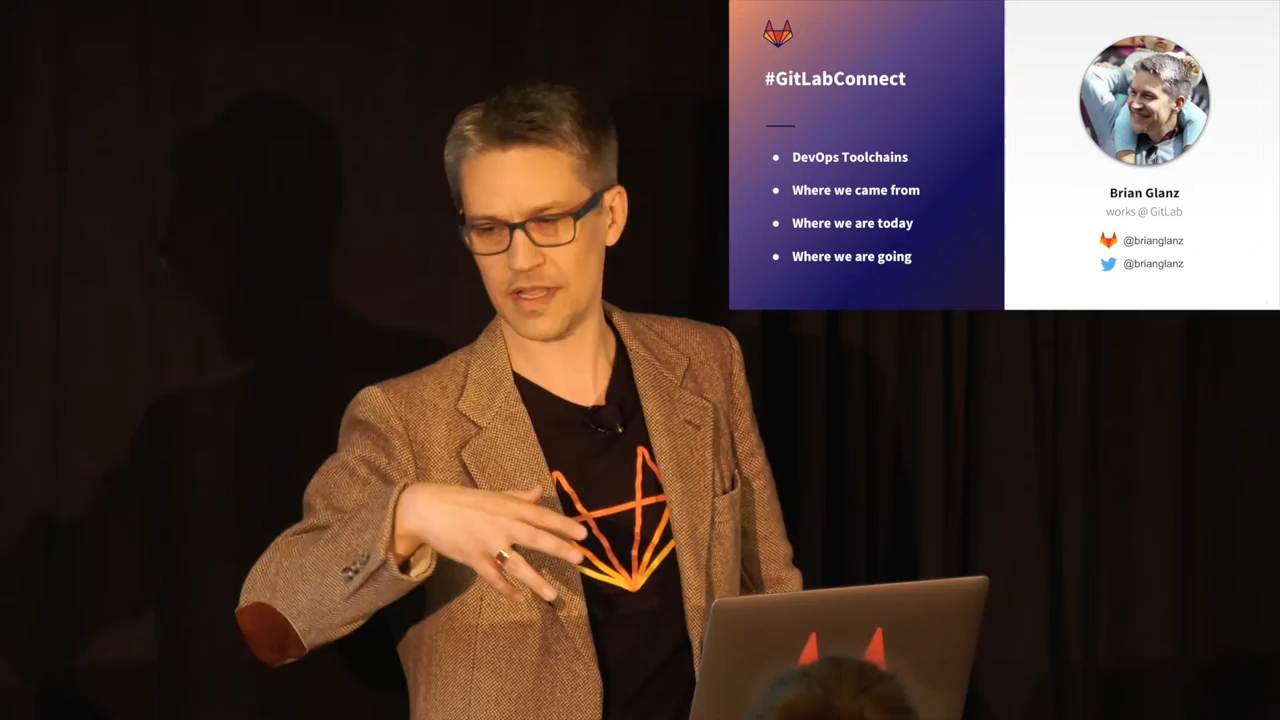 #GitLabConnect
● DevOps Toolchains
● Where we came from
● Where we are today
● Where we are going
Brian Glanz
works @ GitLab
@brianglanz
@brianglanz